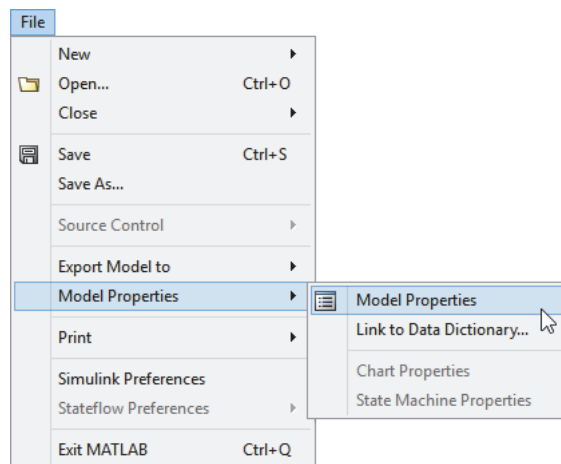 File
New
Open... Ctrl+O
Close
Save Ctrl+S
Save As...
Source Control
Export Model to
Model Properties
Print
Simulink Preferences
Stateflow Preferences
Exit MATLAB Ctrl+Q
Model Properties
Link to Data Dictionary...
Chart Properties
State Machine Properties